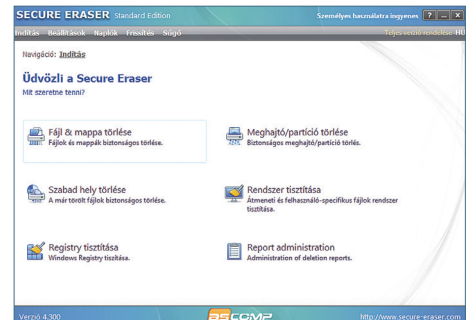 SECURE ERASER Standard Edition
Személyes használatra ingyenes ? _ X
Indítás Beállítások Naplók Frissítés Súgó
Teljes verzió rendelése HU
Navigáció: Indítás
Üdvözli a Secure Eraser
Mit szeretne tenni?
Fájl & mappa törlése
Fájlok és mappák biztonságos törlése.
Meghajtó/partíció törlése
Biztonságos meghajtó/partíció törlés.
Szabad hely törlése
A már törölt fájlok biztonságos törlése.
Rendszer tisztítása
Átmeneti és felhasználó-specifikus fájlok rendszer
tisztítása.
Registry tisztítása
Windows Registry tisztítása.
Report administration
Administration of deletion reports.
Verzió 4.300
ASCOMP
http://www.secure-eraser.com